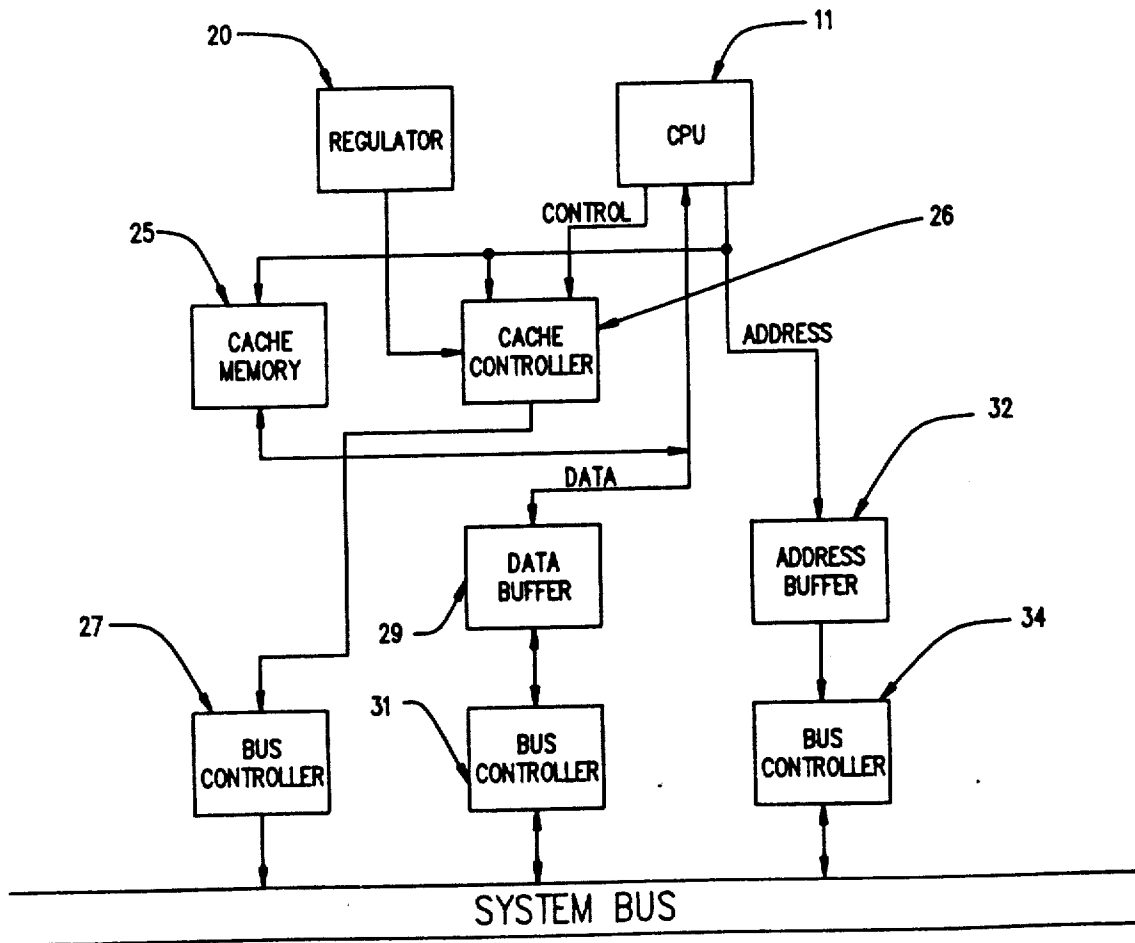 20
11
REGULATOR
CPU
CONTROL
25
26
CACHE
MEMORY
CACHE
CONTROLLER
ADDRESS
32
DATA
DATA
BUFFER
ADDRESS
BUFFER
27
29
34
31
BUS
CONTROLLER
BUS
CONTROLLER
BUS
CONTROLLER
SYSTEM BUS